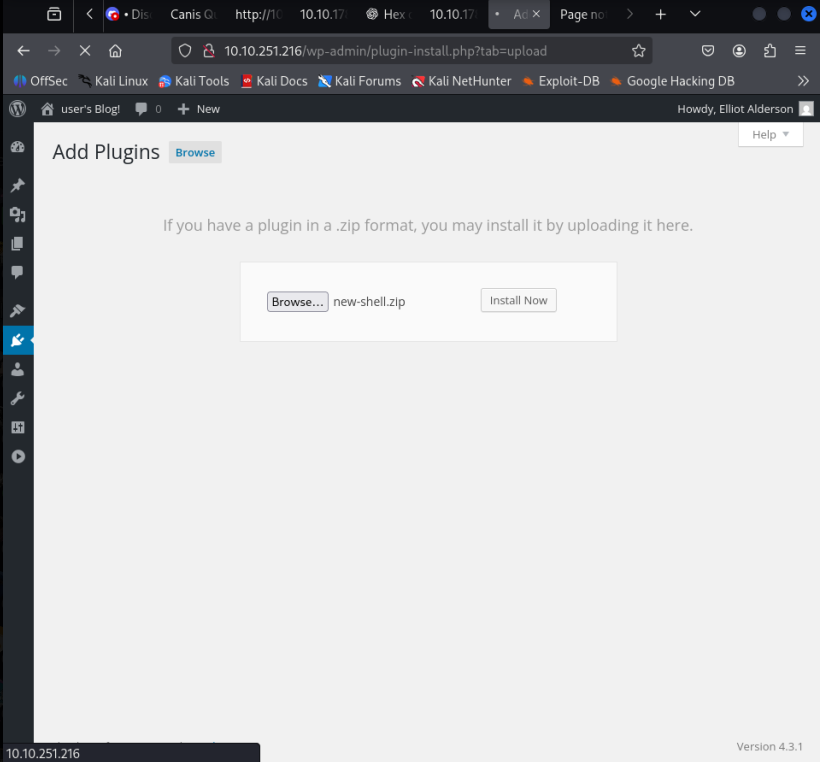 Dis
Canis Q
http://10
10.10.17
Hex
10.10.17
Ad
Page no
10.10.251.216/wp-admin/plugin-install.php?tab=upload
OffSec Kali Linux Kali Tools Kali Docs Kali Forums Kali NetHunter Exploit-DB Google Hacking DB
user's Blog! 0 + New Howdy, Elliot Alderson
Help
Add Plugins Browse
If you have a plugin in a .zip format, you may install it by uploading it here.
Browse... new-shell.zip Install Now
Version 4.3.1
10.10.251.216